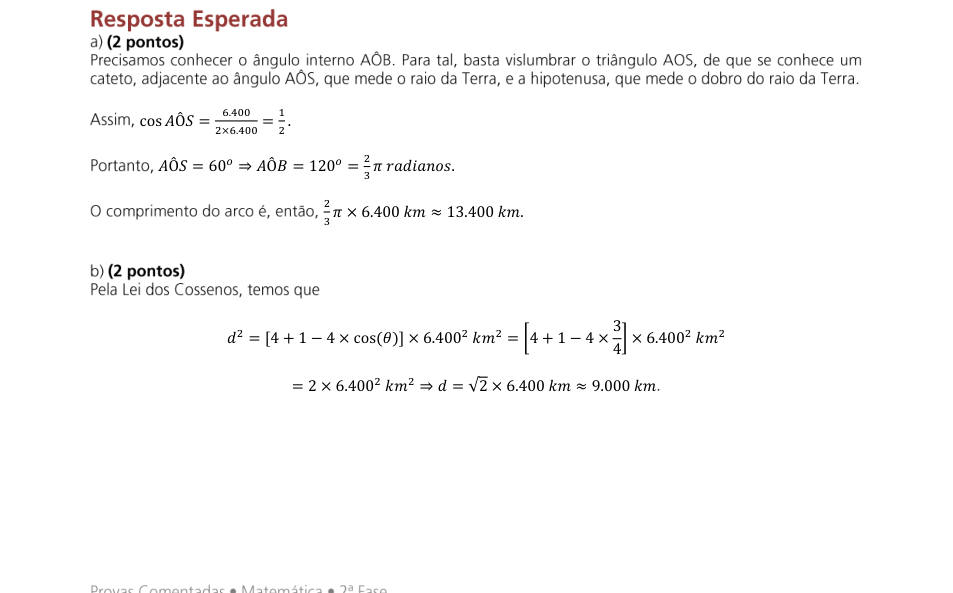 Resposta Esperada
a) (2 pontos)
Precisamos conhecer o ângulo interno AÔB. Para tal, basta vislumbrar o triângulo AOS, de que se conhece um
cateto, adjacente ao ângulo AÔS, que mede o raio da Terra, e a hipotenusa, que mede o dobro do raio da Terra.
Assim, cos AÔS = 6.400/(2×6.400) = 1/2.
Portanto, AÔS = 60° ⇒ AÔB = 120° = 2/3 π radianos.
O comprimento do arco é, então, 2/3 π × 6.400 km ≈ 13.400 km.
b) (2 pontos)
Pela Lei dos Cossenos, temos que
d² = [4 + 1 − 4 × cos(θ)] × 6.400² km² = [4 + 1 − 4 × 3/4] × 6.400² km²
= 2 × 6.400² km² ⇒ d = √2 × 6.400 km ≈ 9.000 km.
Provas Comentadas • Matemática • 2ª Fase